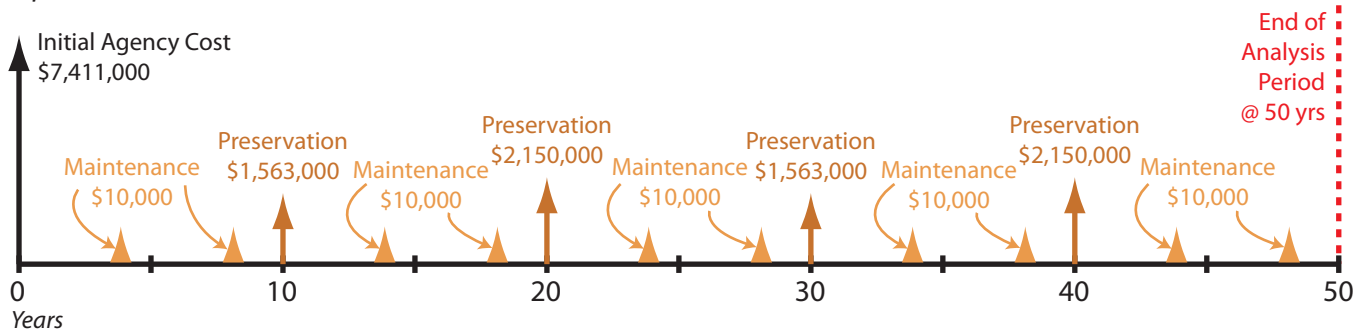 Initial Agency Cost
$7,411,000
End of
Analysis
Period
@ 50 yrs
Maintenance
$10,000
Preservation
$1,563,000
Maintenance
$10,000
Preservation
$2,150,000
Maintenance
$10,000
Preservation
$1,563,000
Maintenance
$10,000
Preservation
$2,150,000
Maintenance
$10,000
0 10 20 30 40 50
Years